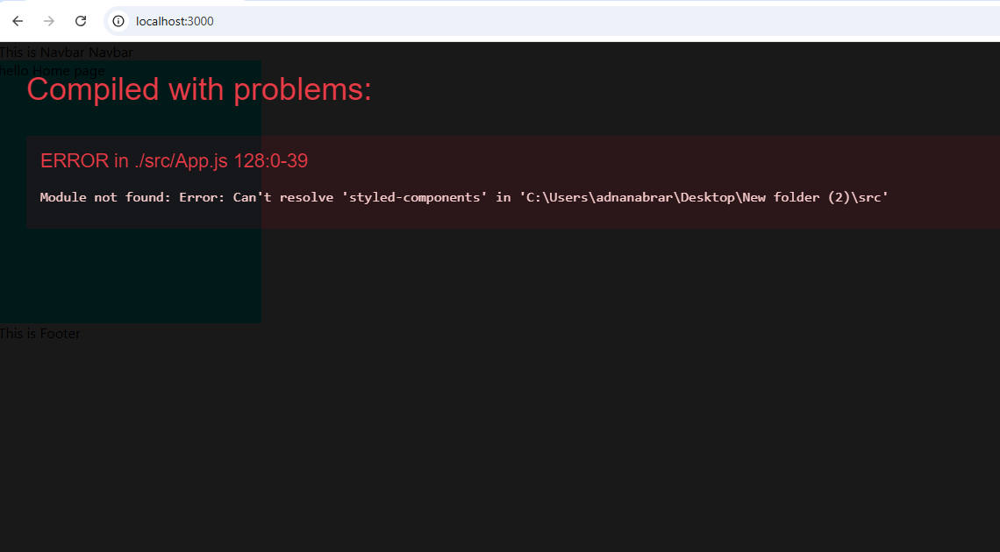 localhost:3000
This is Navbar Navbar
hello Home page
Compiled with problems:
ERROR in ./src/App.js 128:0-39
Module not found: Error: Can't resolve 'styled-components' in 'C:\Users\adnanabrar\Desktop\New folder (2)\src'
This is Footer